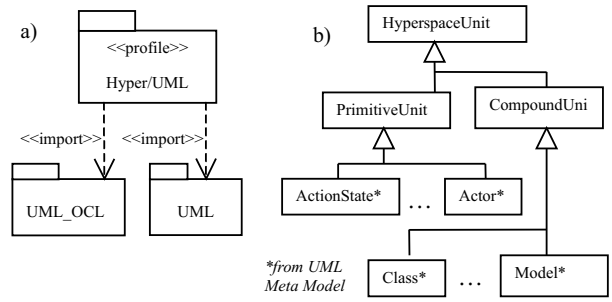 a)
<<profile>>
Hyper/UML
<<import>> <<import>>
UML_OCL
UML
b)
HyperspaceUnit
PrimitiveUnit
CompoundUni
ActionState*
...
Actor*
*from UML
Meta Model
Class*
...
Model*